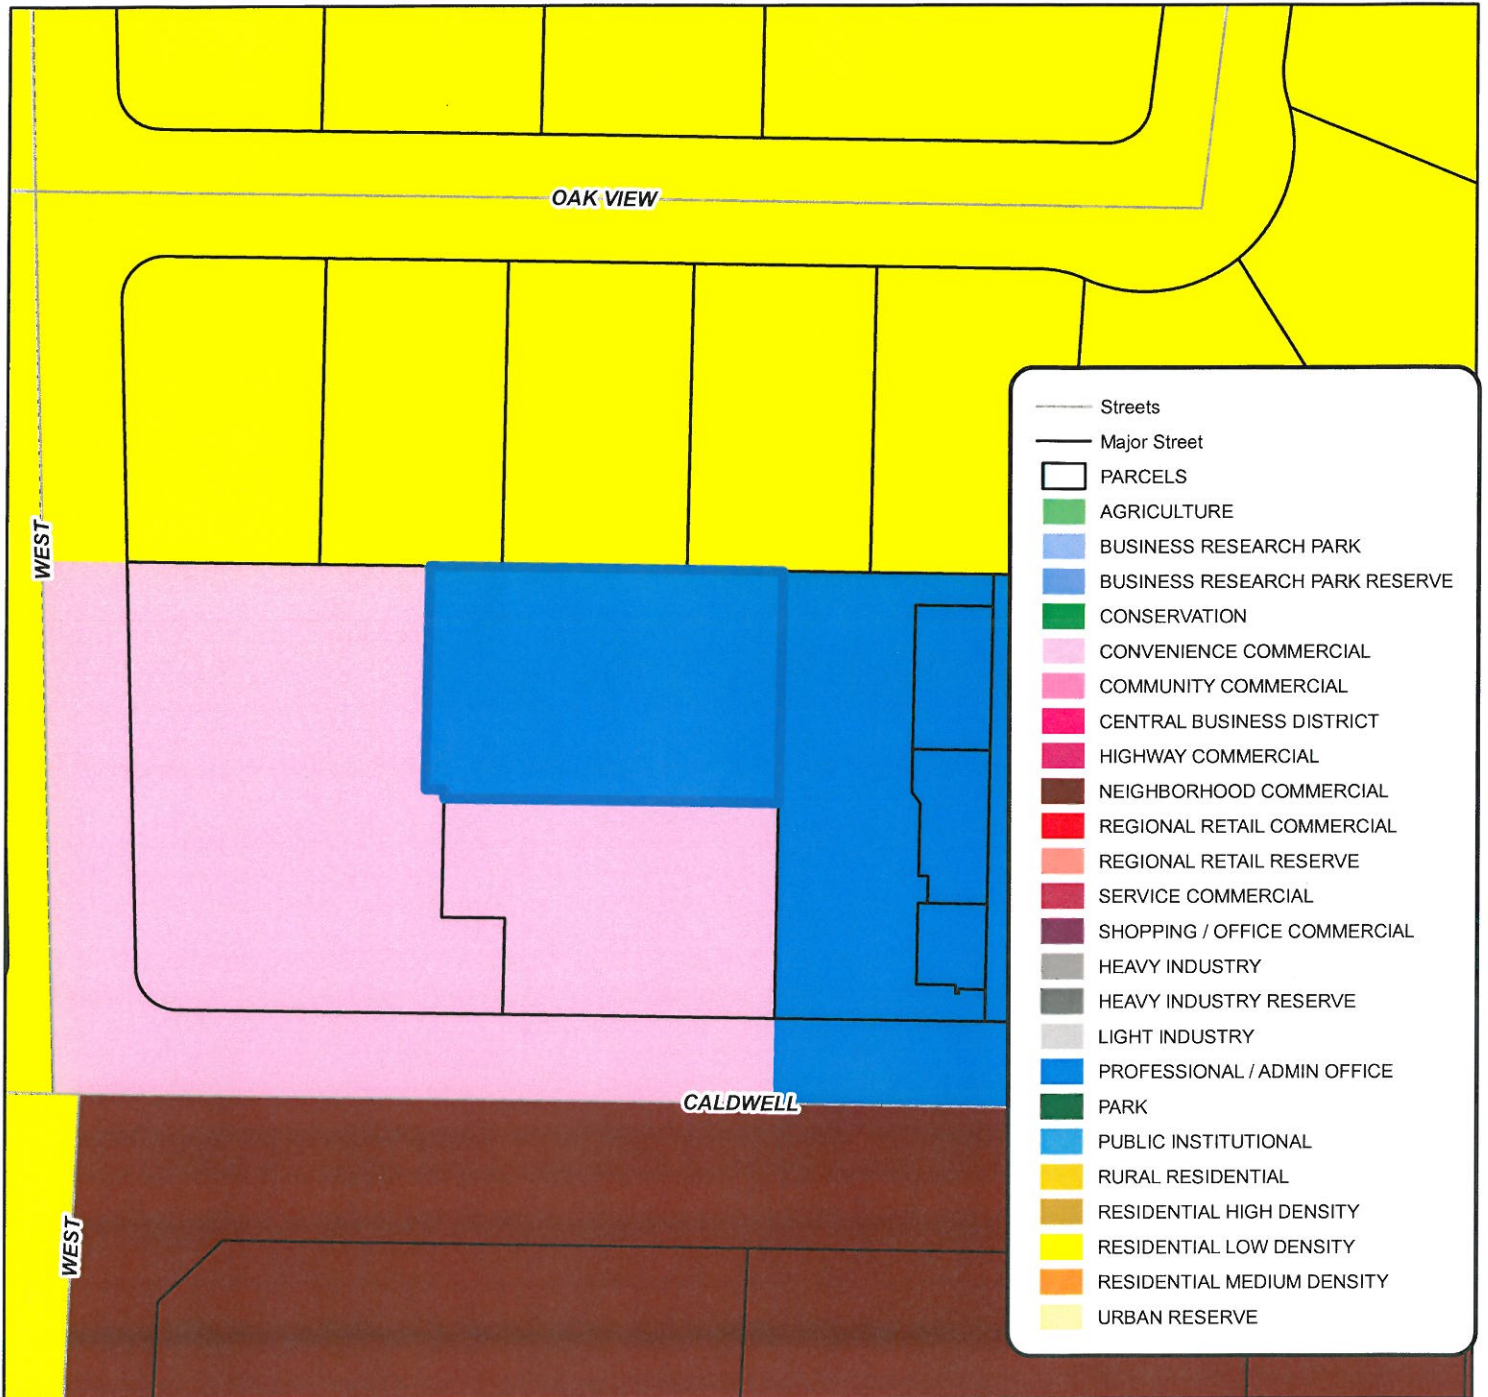 OAK VIEW
WEST
Streets
Major Street
PARCELS
AGRICULTURE
BUSINESS RESEARCH PARK
BUSINESS RESEARCH PARK RESERVE
CONSERVATION
CONVENIENCE COMMERCIAL
COMMUNITY COMMERCIAL
CENTRAL BUSINESS DISTRICT
HIGHWAY COMMERCIAL
NEIGHBORHOOD COMMERCIAL
REGIONAL RETAIL COMMERCIAL
REGIONAL RETAIL RESERVE
SERVICE COMMERCIAL
SHOPPING / OFFICE COMMERCIAL
HEAVY INDUSTRY
HEAVY INDUSTRY RESERVE
LIGHT INDUSTRY
PROFESSIONAL / ADMIN OFFICE
PARK
PUBLIC INSTITUTIONAL
RURAL RESIDENTIAL
RESIDENTIAL HIGH DENSITY
RESIDENTIAL LOW DENSITY
RESIDENTIAL MEDIUM DENSITY
URBAN RESERVE
CALDWELL
WEST